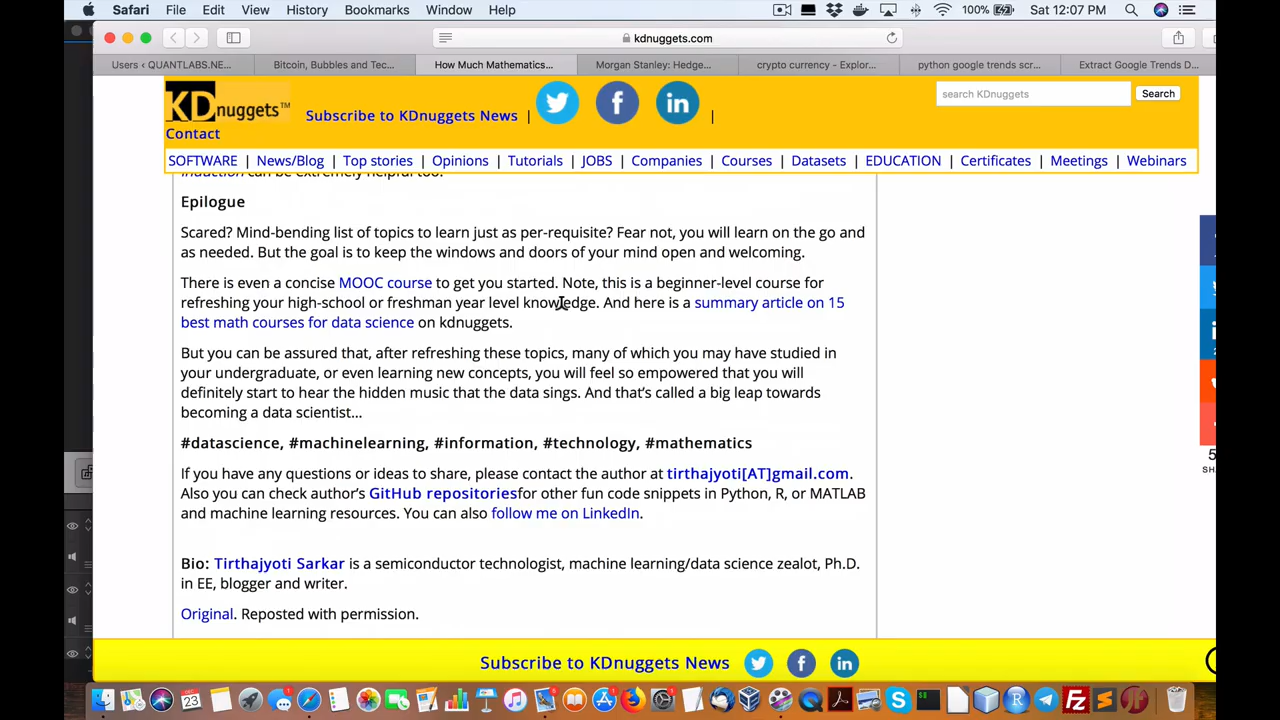 Safari File Edit View History Bookmarks Window Help 100% Sat 12:07 PM
kdnuggets.com
Users ‹ QUANTLABS.NE... Bitcoin, Bubbles and Tec... How Much Mathematics... Morgan Stanley: Hedge... crypto currency - Explor... python google trends scr... Extract Google Trends D...
KDnuggets™ Subscribe to KDnuggets News | | search KDnuggets Search
Contact
SOFTWARE | News/Blog | Top stories | Opinions | Tutorials | JOBS | Companies | Courses | Datasets | EDUCATION | Certificates | Meetings | Webinars
induction can be extremely helpful too.
Epilogue
Scared? Mind-bending list of topics to learn just as per-requisite? Fear not, you will learn on the go and
as needed. But the goal is to keep the windows and doors of your mind open and welcoming.
There is even a concise MOOC course to get you started. Note, this is a beginner-level course for
refreshing your high-school or freshman year level knowledge. And here is a summary article on 15
best math courses for data science on kdnuggets.
But you can be assured that, after refreshing these topics, many of which you may have studied in
your undergraduate, or even learning new concepts, you will feel so empowered that you will
definitely start to hear the hidden music that the data sings. And that's called a big leap towards
becoming a data scientist...
#datascience, #machinelearning, #information, #technology, #mathematics
If you have any questions or ideas to share, please contact the author at tirthajyoti[AT]gmail.com.
Also you can check author's GitHub repositoriesfor other fun code snippets in Python, R, or MATLAB
and machine learning resources. You can also follow me on LinkedIn.
Bio: Tirthajyoti Sarkar is a semiconductor technologist, machine learning/data science zealot, Ph.D.
in EE, blogger and writer.
Original. Reposted with permission.
Subscribe to KDnuggets News